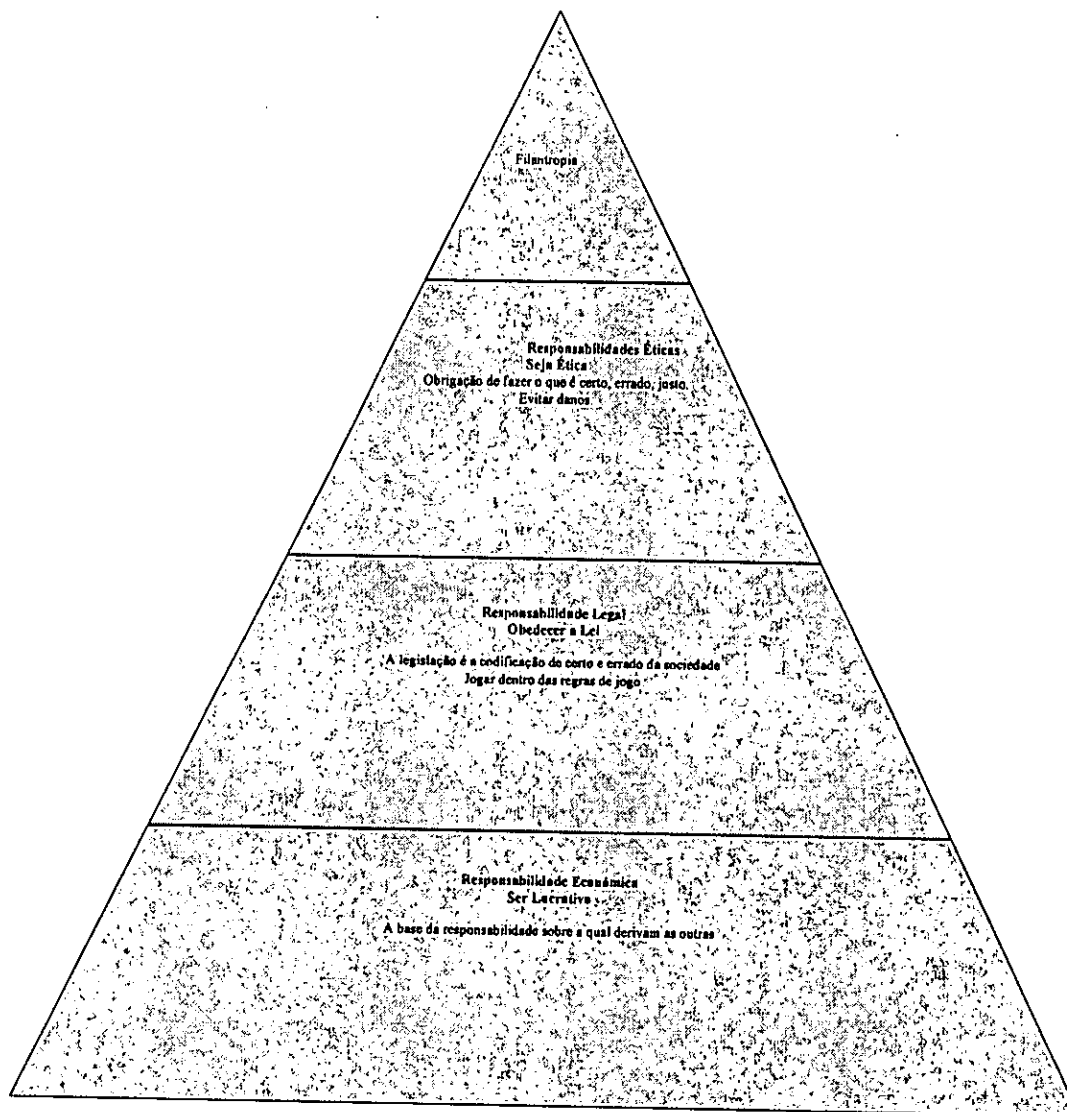 Filantropia
Responsabilidades Éticas
Seja Ética
Obrigação de fazer o que é certo, errado, justo.
Evitar danos
Responsabilidade Legal
Obedecer a Lei
"A legislação é a codificação do certo e errado da sociedade"
Jogar dentro das regras de jogo
Responsabilidade Econômica
Ser Lucrativa
A base da responsabilidade sobre a qual derivam as outras